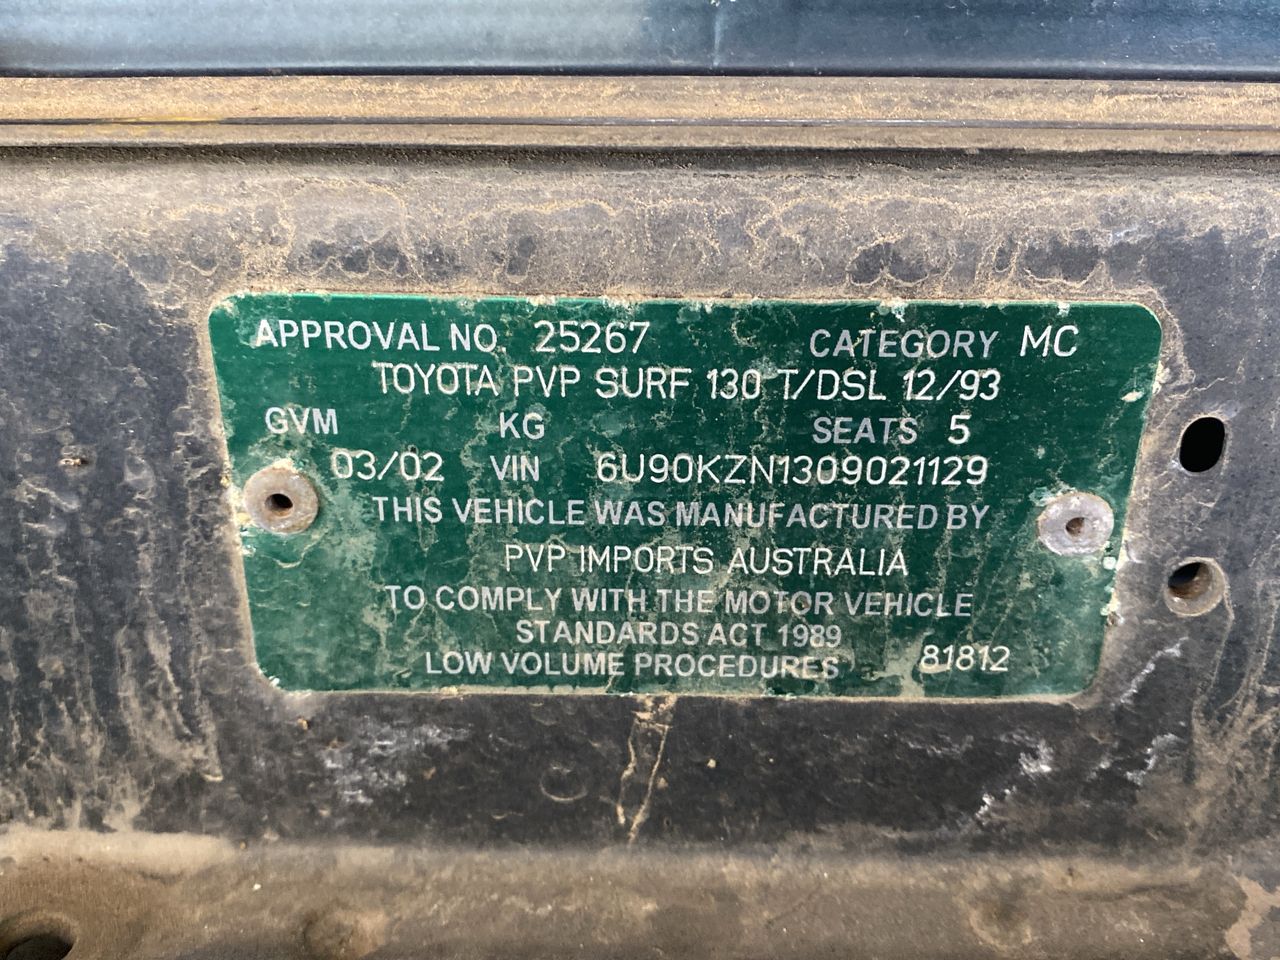 APPROVAL NO. 25267 CATEGORY MC
TOYOTA PVP SURF 130 T/DSL 12/93
GVM KG SEATS 5
03/02 VIN 6U90KZN1309021129
THIS VEHICLE WAS MANUFACTURED BY
PVP IMPORTS AUSTRALIA
TO COMPLY WITH THE MOTOR VEHICLE
STANDARDS ACT 1989
LOW VOLUME PROCEDURES 81812